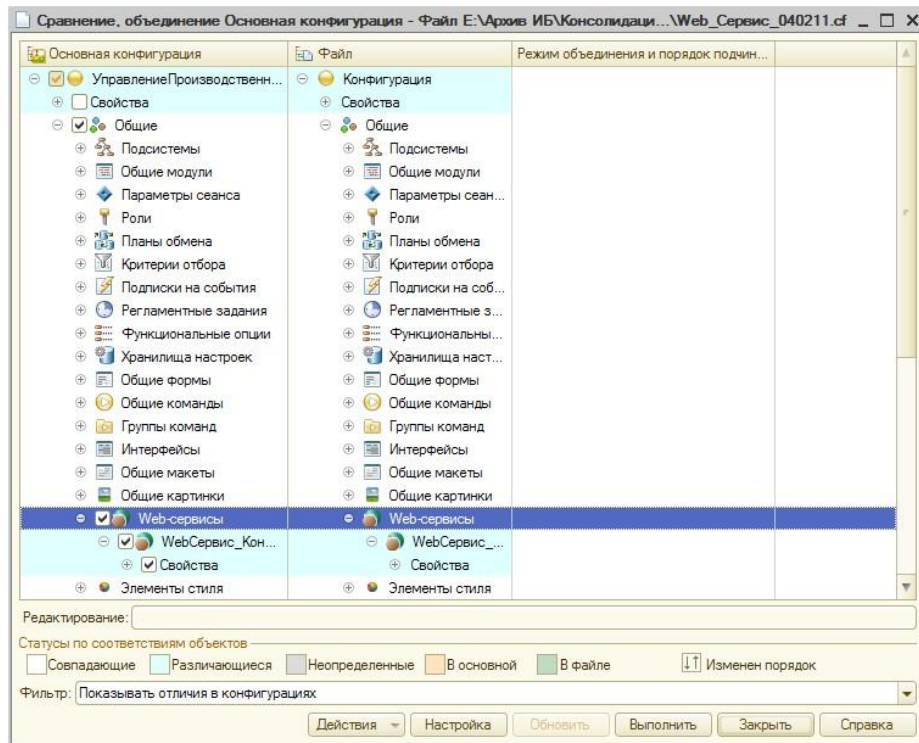 Сравнение, объединение Основная конфигурация - Файл E:\Архив ИБ\Консолидаци...\Web_Сервис_040211.cf
Основная конфигурация Файл Режим объединения и порядок подчин...
УправлениеПроизводственн... Конфигурация
Свойства Свойства
Общие Общие
Подсистемы Подсистемы
Общие модули Общие модули
Параметры сеанса Параметры сеан...
Роли Роли
Планы обмена Планы обмена
Критерии отбора Критерии отбора
Подписки на события Подписки на соб...
Регламентные задания Регламентные з...
Функциональные опции Функциональны...
Хранилища настроек Хранилища наст...
Общие формы Общие формы
Общие команды Общие команды
Группы команд Группы команд
Интерфейсы Интерфейсы
Общие макеты Общие макеты
Общие картинки Общие картинки
Web-сервисы Web-сервисы
WebСервис_Кон... WebСервис_...
Свойства Свойства
Элементы стиля Элементы стиля
Редактирование:
Статусы по соответствиям объектов
Совпадающие Различающиеся Неопределенные В основной В файле Изменен порядок
Фильтр: Показывать отличия в конфигурациях
Действия Настройка Обновить Выполнить Закрыть Справка